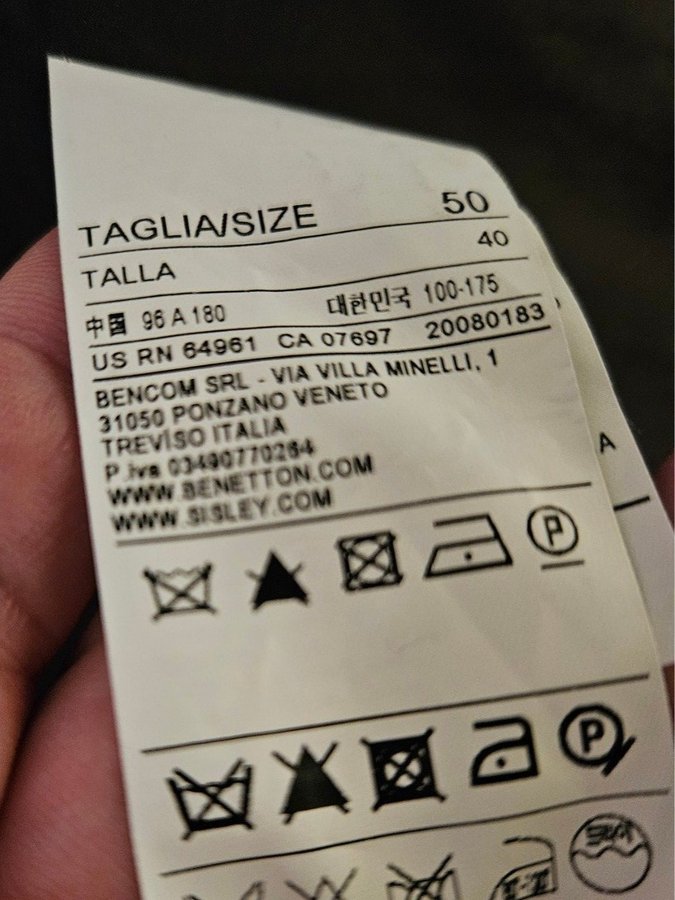 TAGLIA/SIZE 50
TALLA 40
中国 96 A 180 대한민국 100-175
US RN 64961 CA 07697 20080183
BENCOM SRL - VIA VILLA MINELLI, 1
31050 PONZANO VENETO
TREVISO ITALIA
P.iva 03490770264
WWW.BENETTON.COM
WWW.SISLEY.COM
P
P
A